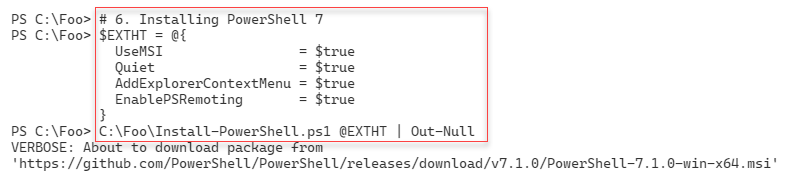 PS C:\Foo> # 6. Installing PowerShell 7
PS C:\Foo> $EXTHT = @{
  UseMSI                 = $true
  Quiet                  = $true
  AddExplorerContextMenu = $true
  EnablePSRemoting       = $true
}
PS C:\Foo> C:\Foo\Install-PowerShell.ps1 @EXTHT | Out-Null
VERBOSE: About to download package from
'https://github.com/PowerShell/PowerShell/releases/download/v7.1.0/PowerShell-7.1.0-win-x64.msi'